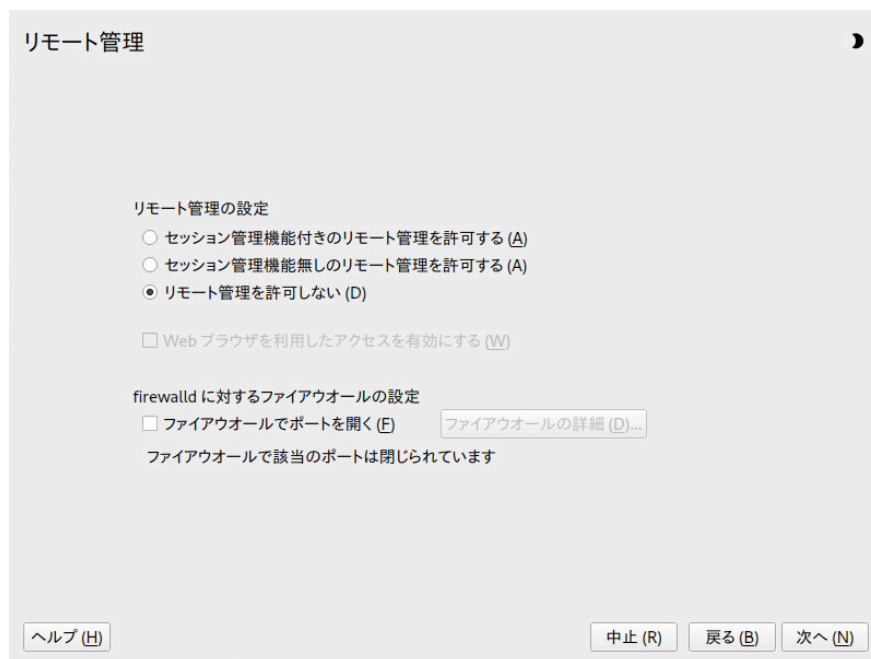 リモート管理
リモート管理の設定
セッション管理機能付きのリモート管理を許可する (A)
セッション管理機能無しのリモート管理を許可する (A)
リモート管理を許可しない (D)
Web ブラウザを利用したアクセスを有効にする (W)
firewalld に対するファイアウオールの設定
ファイアウオールでポートを開く (F) ファイアウオールの詳細 (D)...
ファイアウオールで該当のポートは閉じられています
ヘルプ (H) 中止 (R) 戻る (B) 次へ (N)